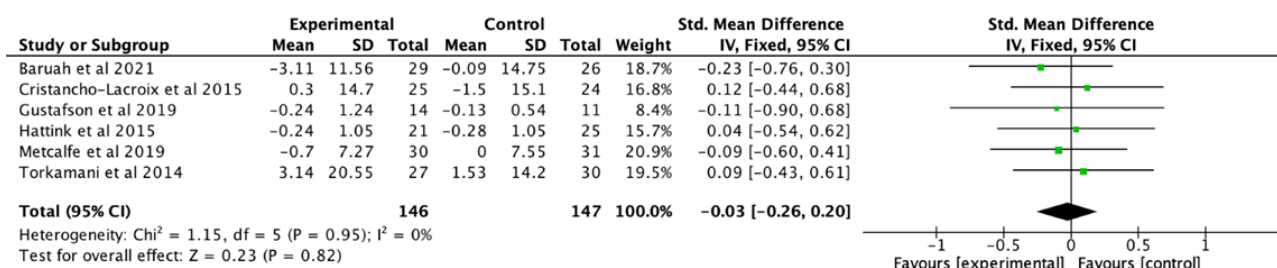 Experimental Control Std. Mean Difference Std. Mean Difference
Study or Subgroup Mean SD Total Mean SD Total Weight IV, Fixed, 95% CI IV, Fixed, 95% CI
Baruah et al 2021 -3.11 11.56 29 -0.09 14.75 26 18.7% -0.23 [-0.76, 0.30]
Cristancho-Lacroix et al 2015 0.3 14.7 25 -1.5 15.1 24 16.8% 0.12 [-0.44, 0.68]
Gustafson et al 2019 -0.24 1.24 14 -0.13 0.54 11 8.4% -0.11 [-0.90, 0.68]
Hattink et al 2015 -0.24 1.05 21 -0.28 1.05 25 15.7% 0.04 [-0.54, 0.62]
Metcalfe et al 2019 -0.7 7.27 30 0 7.55 31 20.9% -0.09 [-0.60, 0.41]
Torkamani et al 2014 3.14 20.55 27 1.53 14.2 30 19.5% 0.09 [-0.43, 0.61]
Total (95% CI) 146 147 100.0% -0.03 [-0.26, 0.20]
Heterogeneity: Chi² = 1.15, df = 5 (P = 0.95); I² = 0%
Test for overall effect: Z = 0.23 (P = 0.82)
-1 -0.5 0 0.5 1
Favours [experimental] Favours [control]